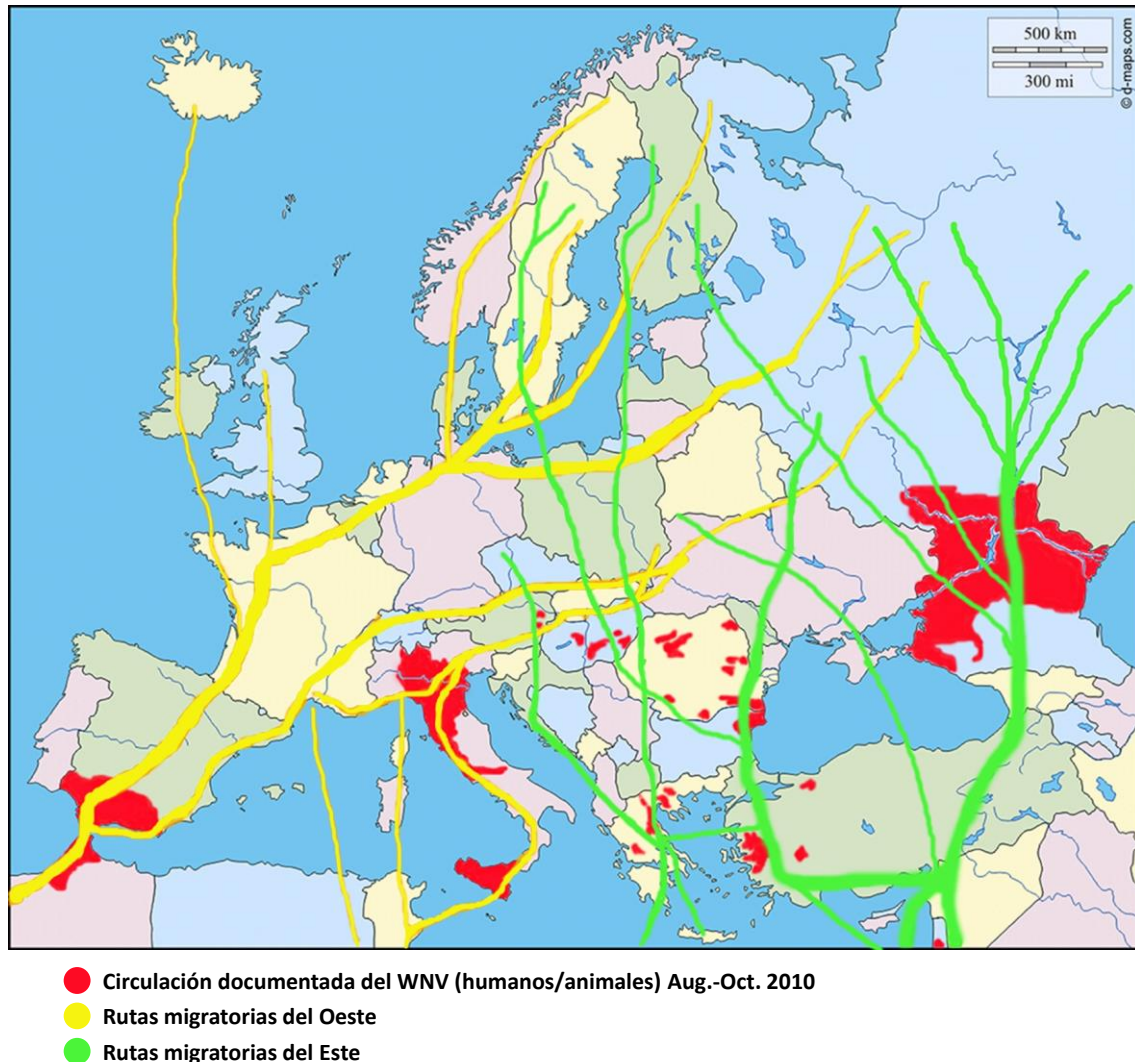 500 km
300 mi
© d-maps.com
Circulación documentada del WNV (humanos/animales) Aug.-Oct. 2010
Rutas migratorias del Oeste
Rutas migratorias del Este